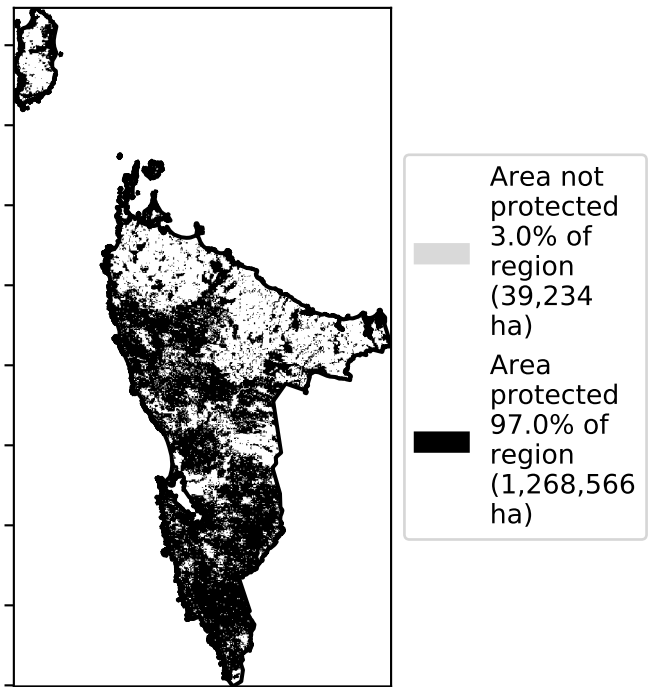 Area not
protected
3.0% of
region
(39,234
ha)
Area
protected
97.0% of
region
(1,268,566
ha)